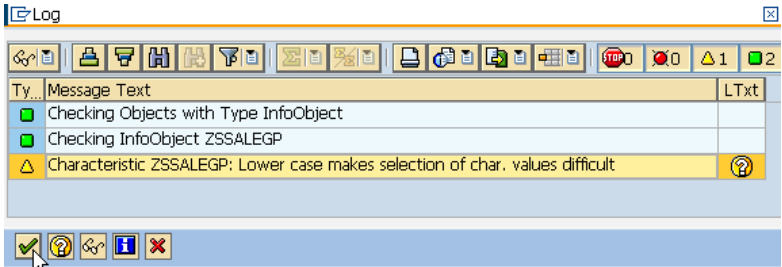 Log
STOP 0 0 1 2
Ty... Message Text LTxt
Checking Objects with Type InfoObject
Checking InfoObject ZSSALEGP
Characteristic ZSSALEGP: Lower case makes selection of char. values difficult